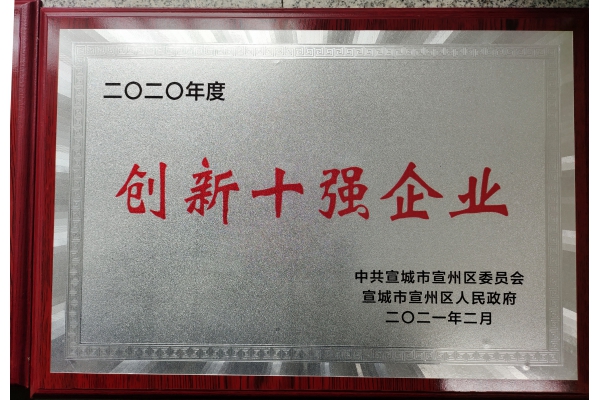 二〇二〇年度
创新十强企业
中共宣城市宣州区委员会
宣城市宣州区人民政府
二〇二一年二月